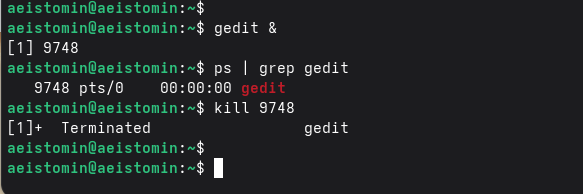 aeistomin@aeistomin:~$
aeistomin@aeistomin:~$ gedit &
[1] 9748
aeistomin@aeistomin:~$ ps | grep gedit
   9748 pts/0    00:00:00 gedit
aeistomin@aeistomin:~$ kill 9748
[1]+  Terminated                 gedit
aeistomin@aeistomin:~$
aeistomin@aeistomin:~$